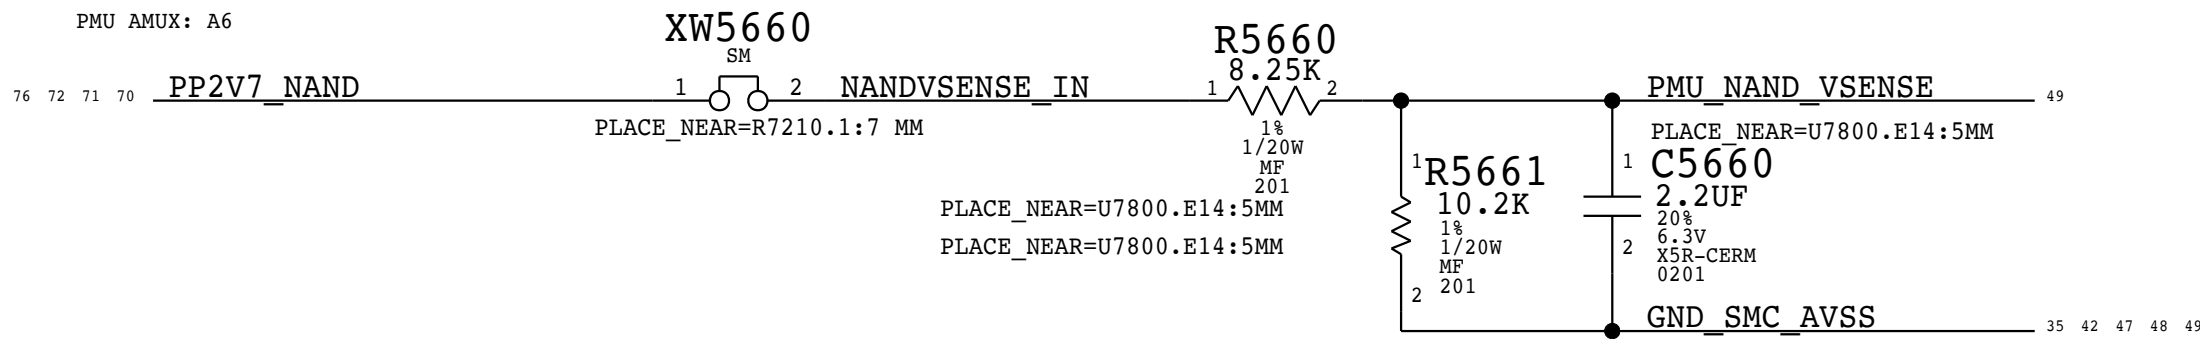 PMU AMUX: A6
XW5660
SM
R5660
8.25K
76 72 71 70
PP2V7_NAND
1
2
NANDVSENSE_IN
1
2
PMU_NAND_VSENSE
49
PLACE_NEAR=R7210.1:7 MM
1%
1/20W
MF
201
PLACE_NEAR=U7800.E14:5MM
PLACE_NEAR=U7800.E14:5MM
PLACE_NEAR=U7800.E14:5MM
1
R5661
10.2K
1%
1/20W
MF
201
2
1
C5660
2.2UF
20%
6.3V
X5R-CERM
0201
2
GND_SMC_AVSS
35 42 47 48 49